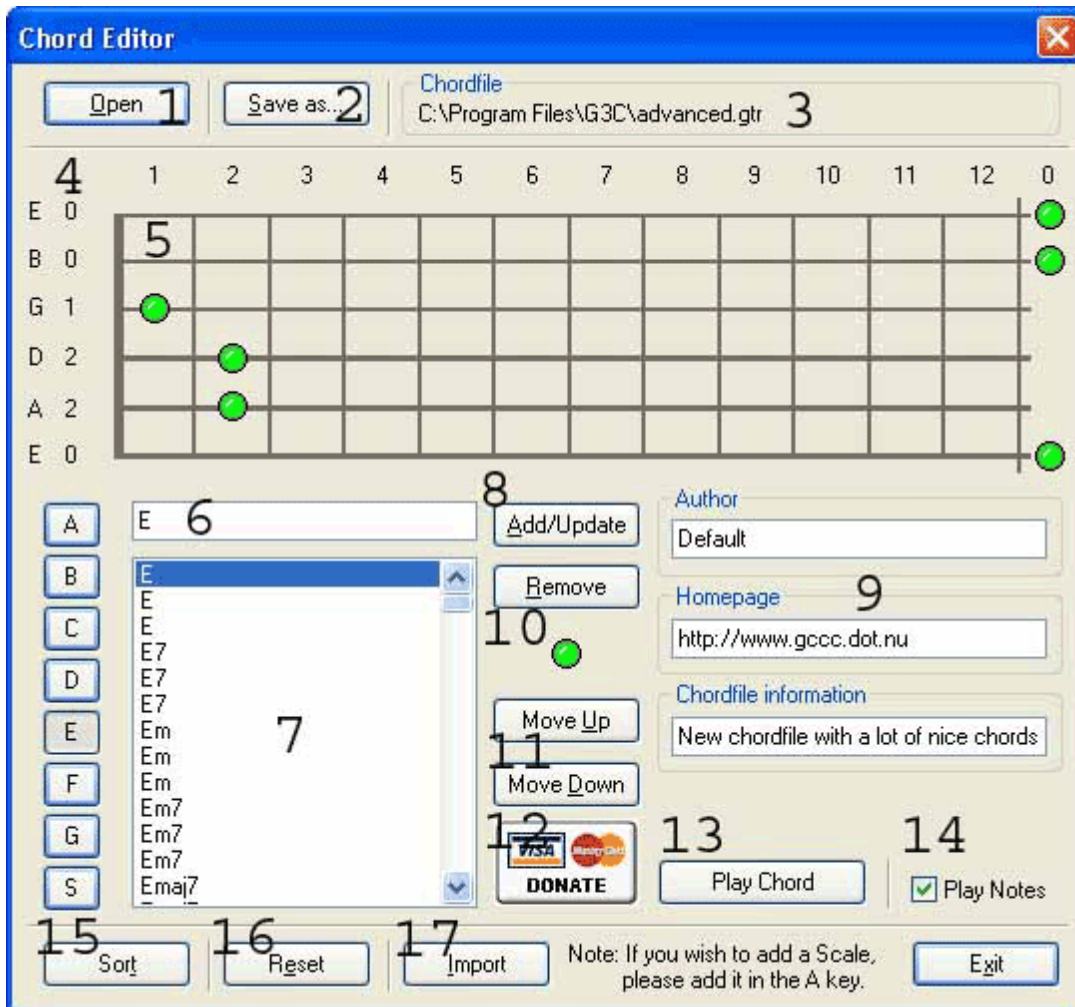 Chord Editor
Open 1
Save as... 2
Chordfile
C:\Program Files\G3C\advanced.gtr 3
4 1 2 3 4 5 6 7 8 9 10 11 12 0
E 0
5
B 0
G 1
D 2
A 2
E 0
A
B
C
D
E
F
G
S
E 6
E
E
E
E7
E7
E7
Em
Em
Em
Em7
Em7
Em7
Emaj7
7
8
Add/Update
Remove
10
Move Up
11
Move Down
12
VISA MasterCard
DONATE
Author
Default
Homepage 9
http://www.gccc.dot.nu
Chordfile information
New chordfile with a lot of nice chords
13
Play Chord
14
Play Notes
15
Sort
16
Reset
17
Import
Note: If you wish to add a Scale,
please add it in the A key.
Exit